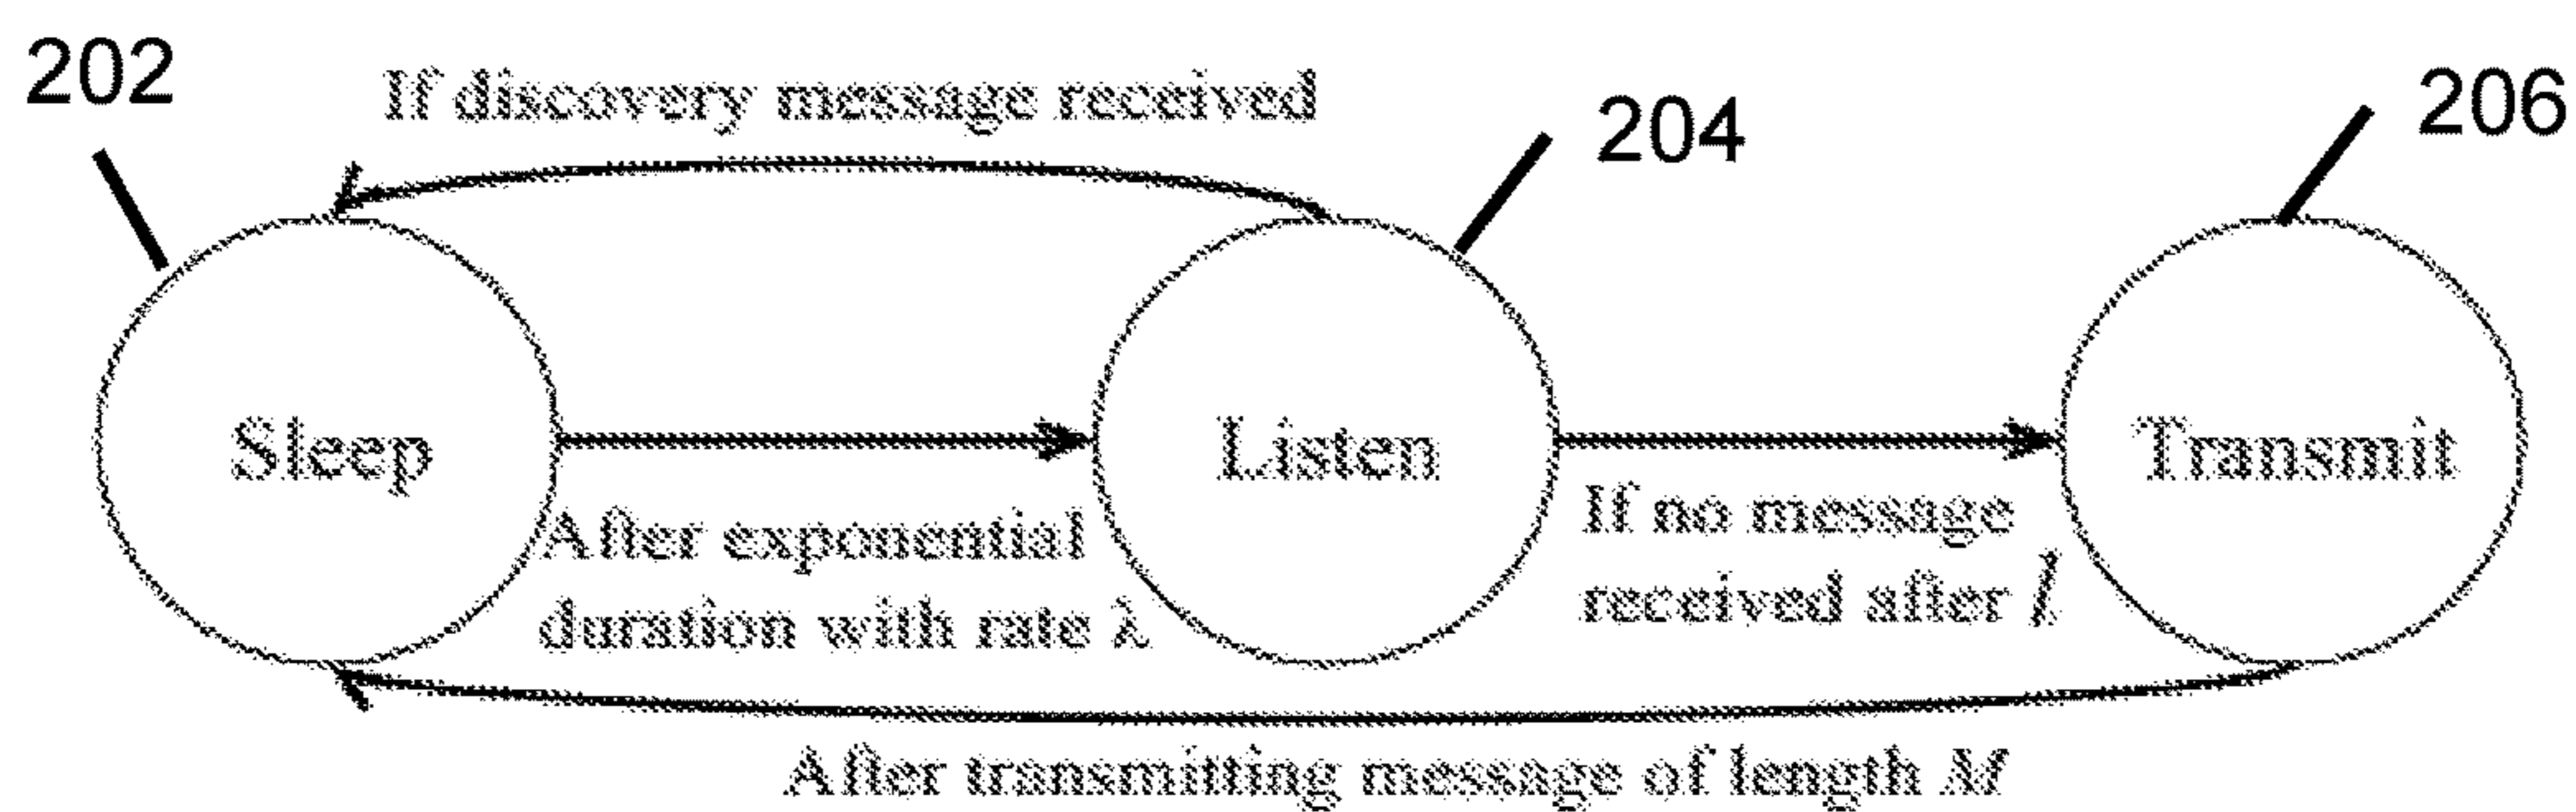 202
If discovery message received
204
206
Sleep
Listen
Transmit
After exponential
duration with rate λ
If no message
received after l
After transmitting message of length M